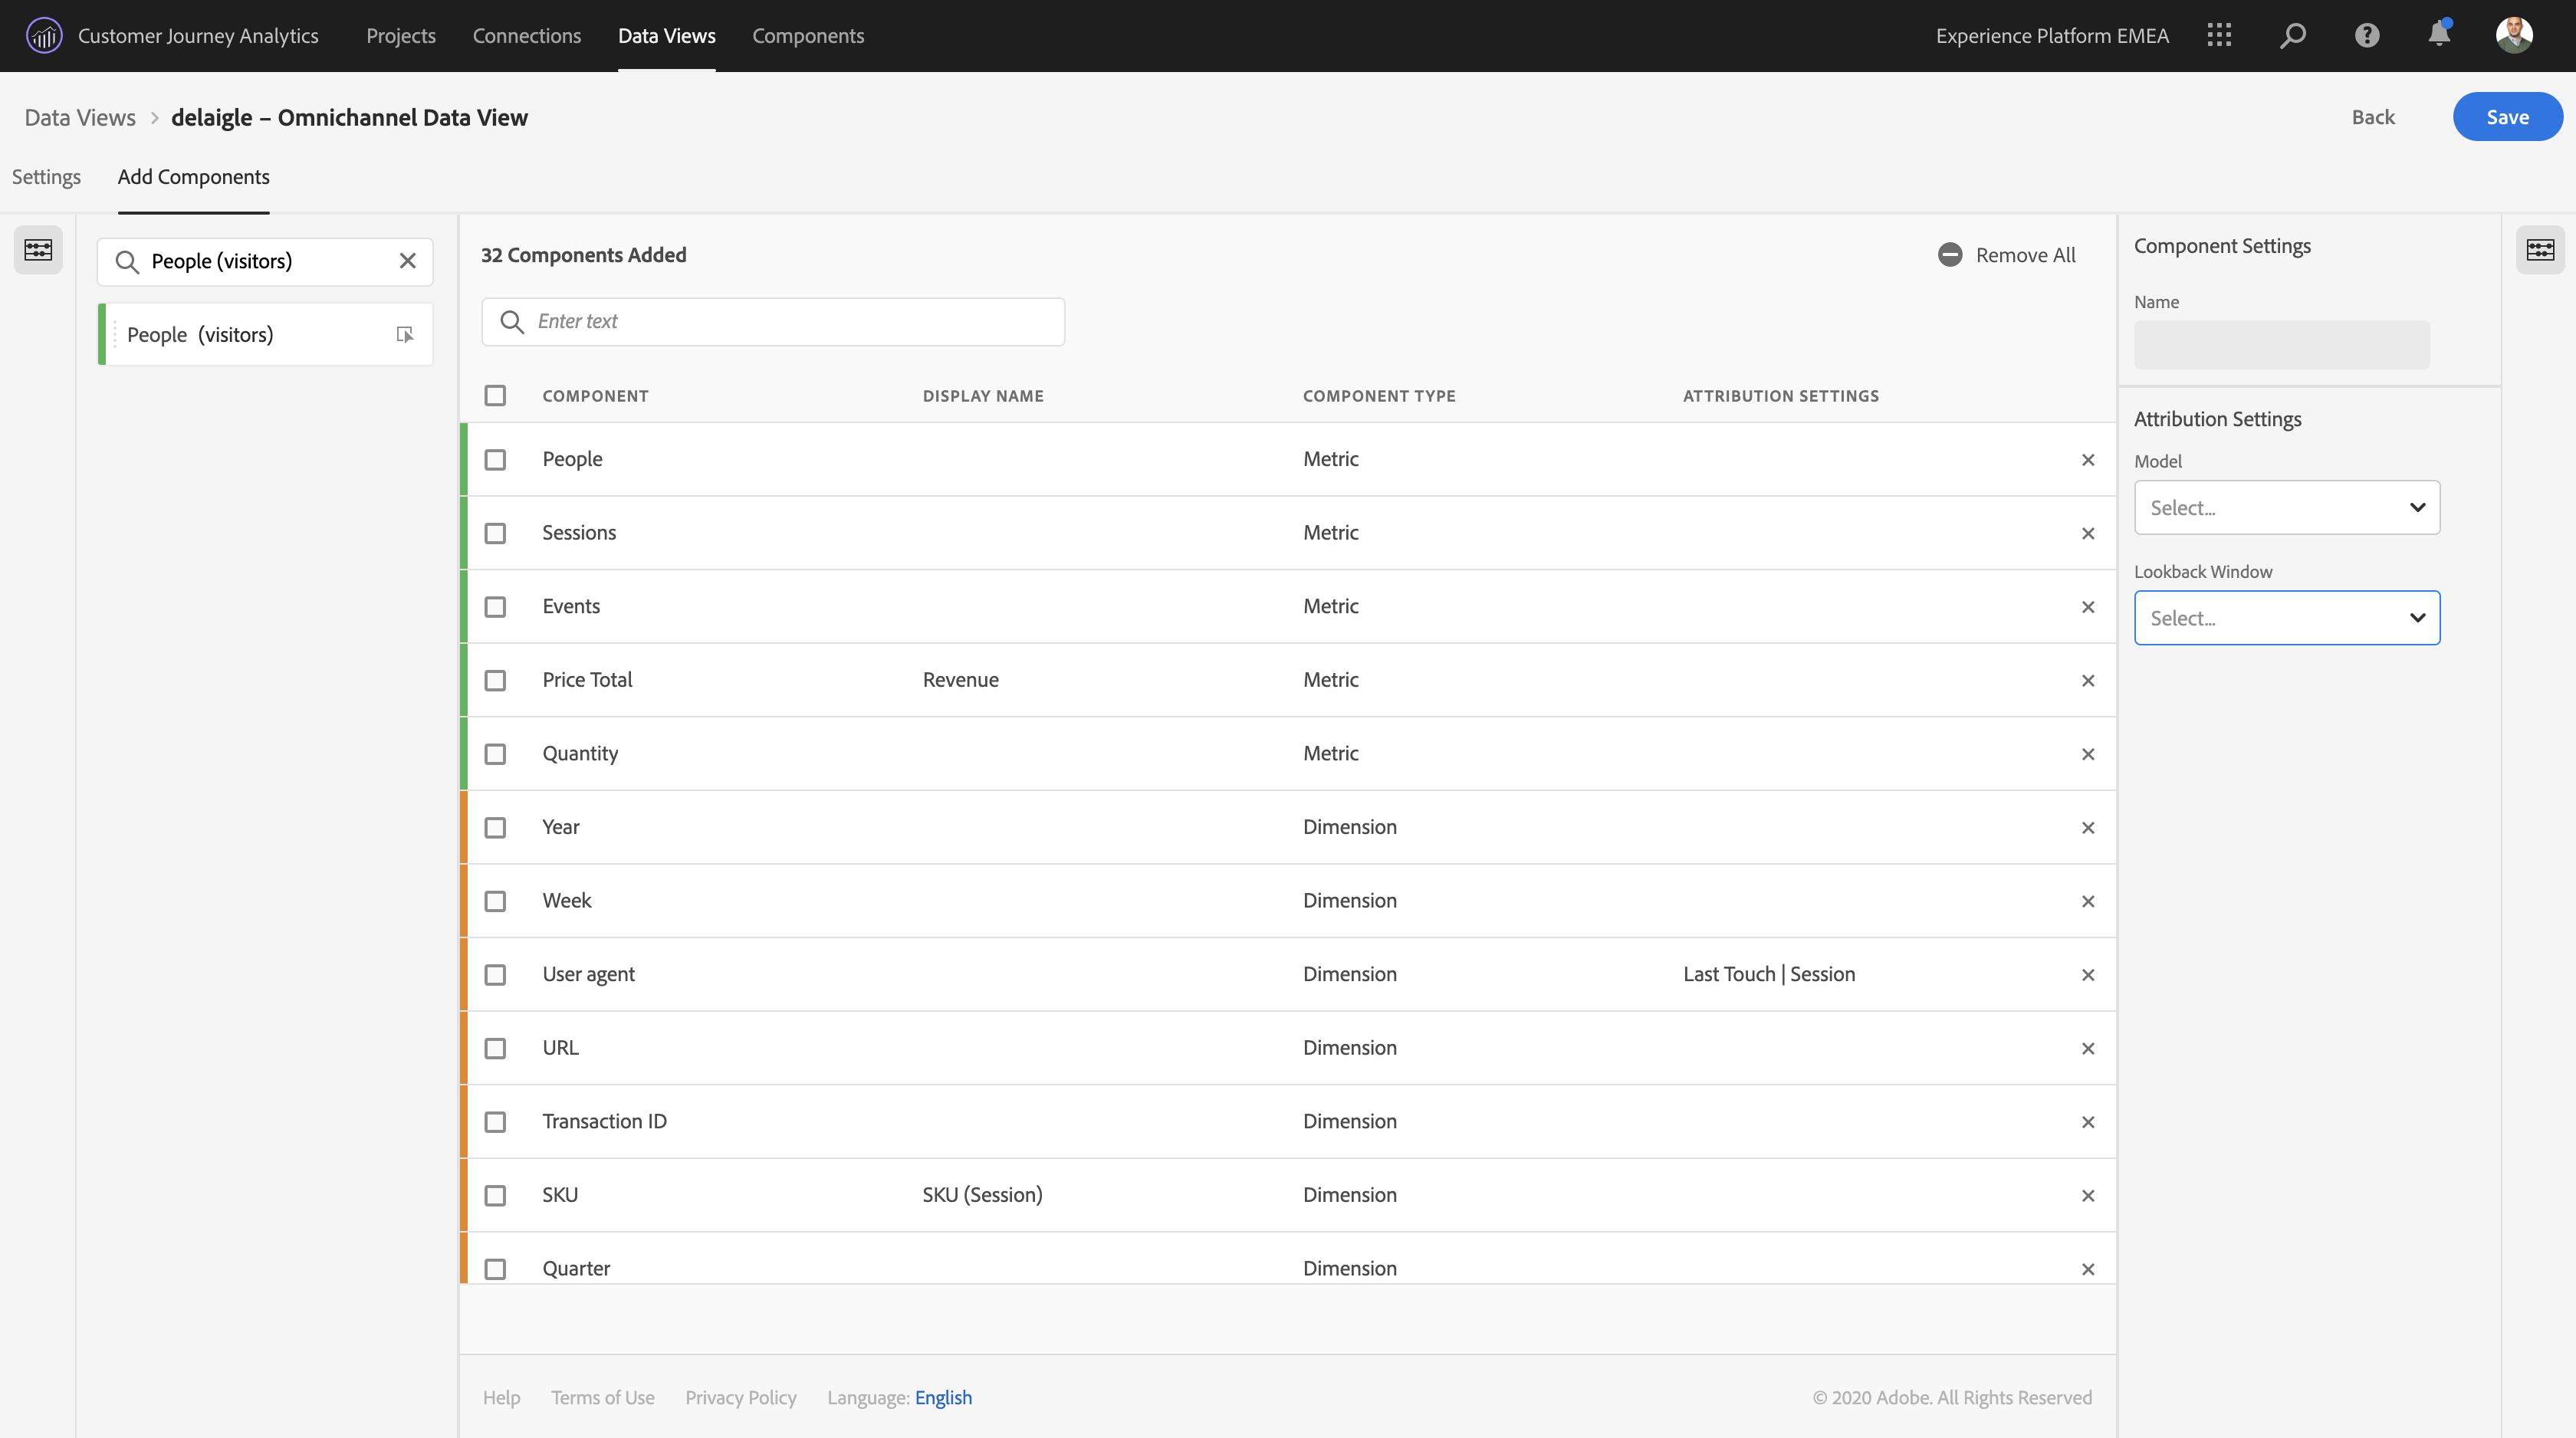 Customer Journey Analytics Projects Connections Data Views Components Experience Platform EMEA
Data Views > delaigle – Omnichannel Data View Back Save
Settings Add Components
People (visitors)
People (visitors)
32 Components Added Remove All
Enter text
COMPONENT DISPLAY NAME COMPONENT TYPE ATTRIBUTION SETTINGS
People Metric
Sessions Metric
Events Metric
Price Total Revenue Metric
Quantity Metric
Year Dimension
Week Dimension
User agent Dimension Last Touch | Session
URL Dimension
Transaction ID Dimension
SKU SKU (Session) Dimension
Quarter Dimension
Component Settings
Name
Attribution Settings
Model
Select...
Lookback Window
Select...
Help Terms of Use Privacy Policy Language: English © 2020 Adobe. All Rights Reserved